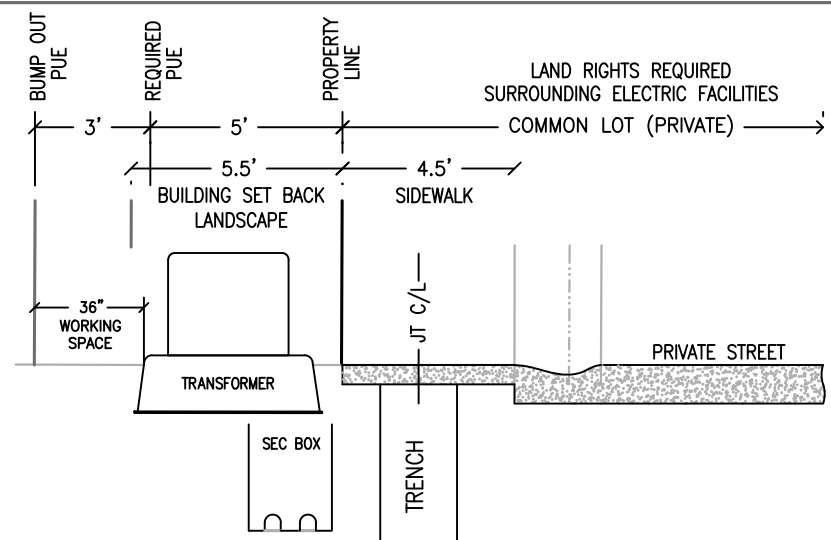 BUMP OUT
PUE
REQUIRED
PUE
PROPERTY
LINE
LAND RIGHTS REQUIRED
SURROUNDING ELECTRIC FACILITIES
3'
5'
COMMON LOT (PRIVATE)
5.5'
4.5'
BUILDING SET BACK
LANDSCAPE
SIDEWALK
36"
WORKING
SPACE
JT C/L
PRIVATE STREET
TRANSFORMER
SEC BOX
TRENCH